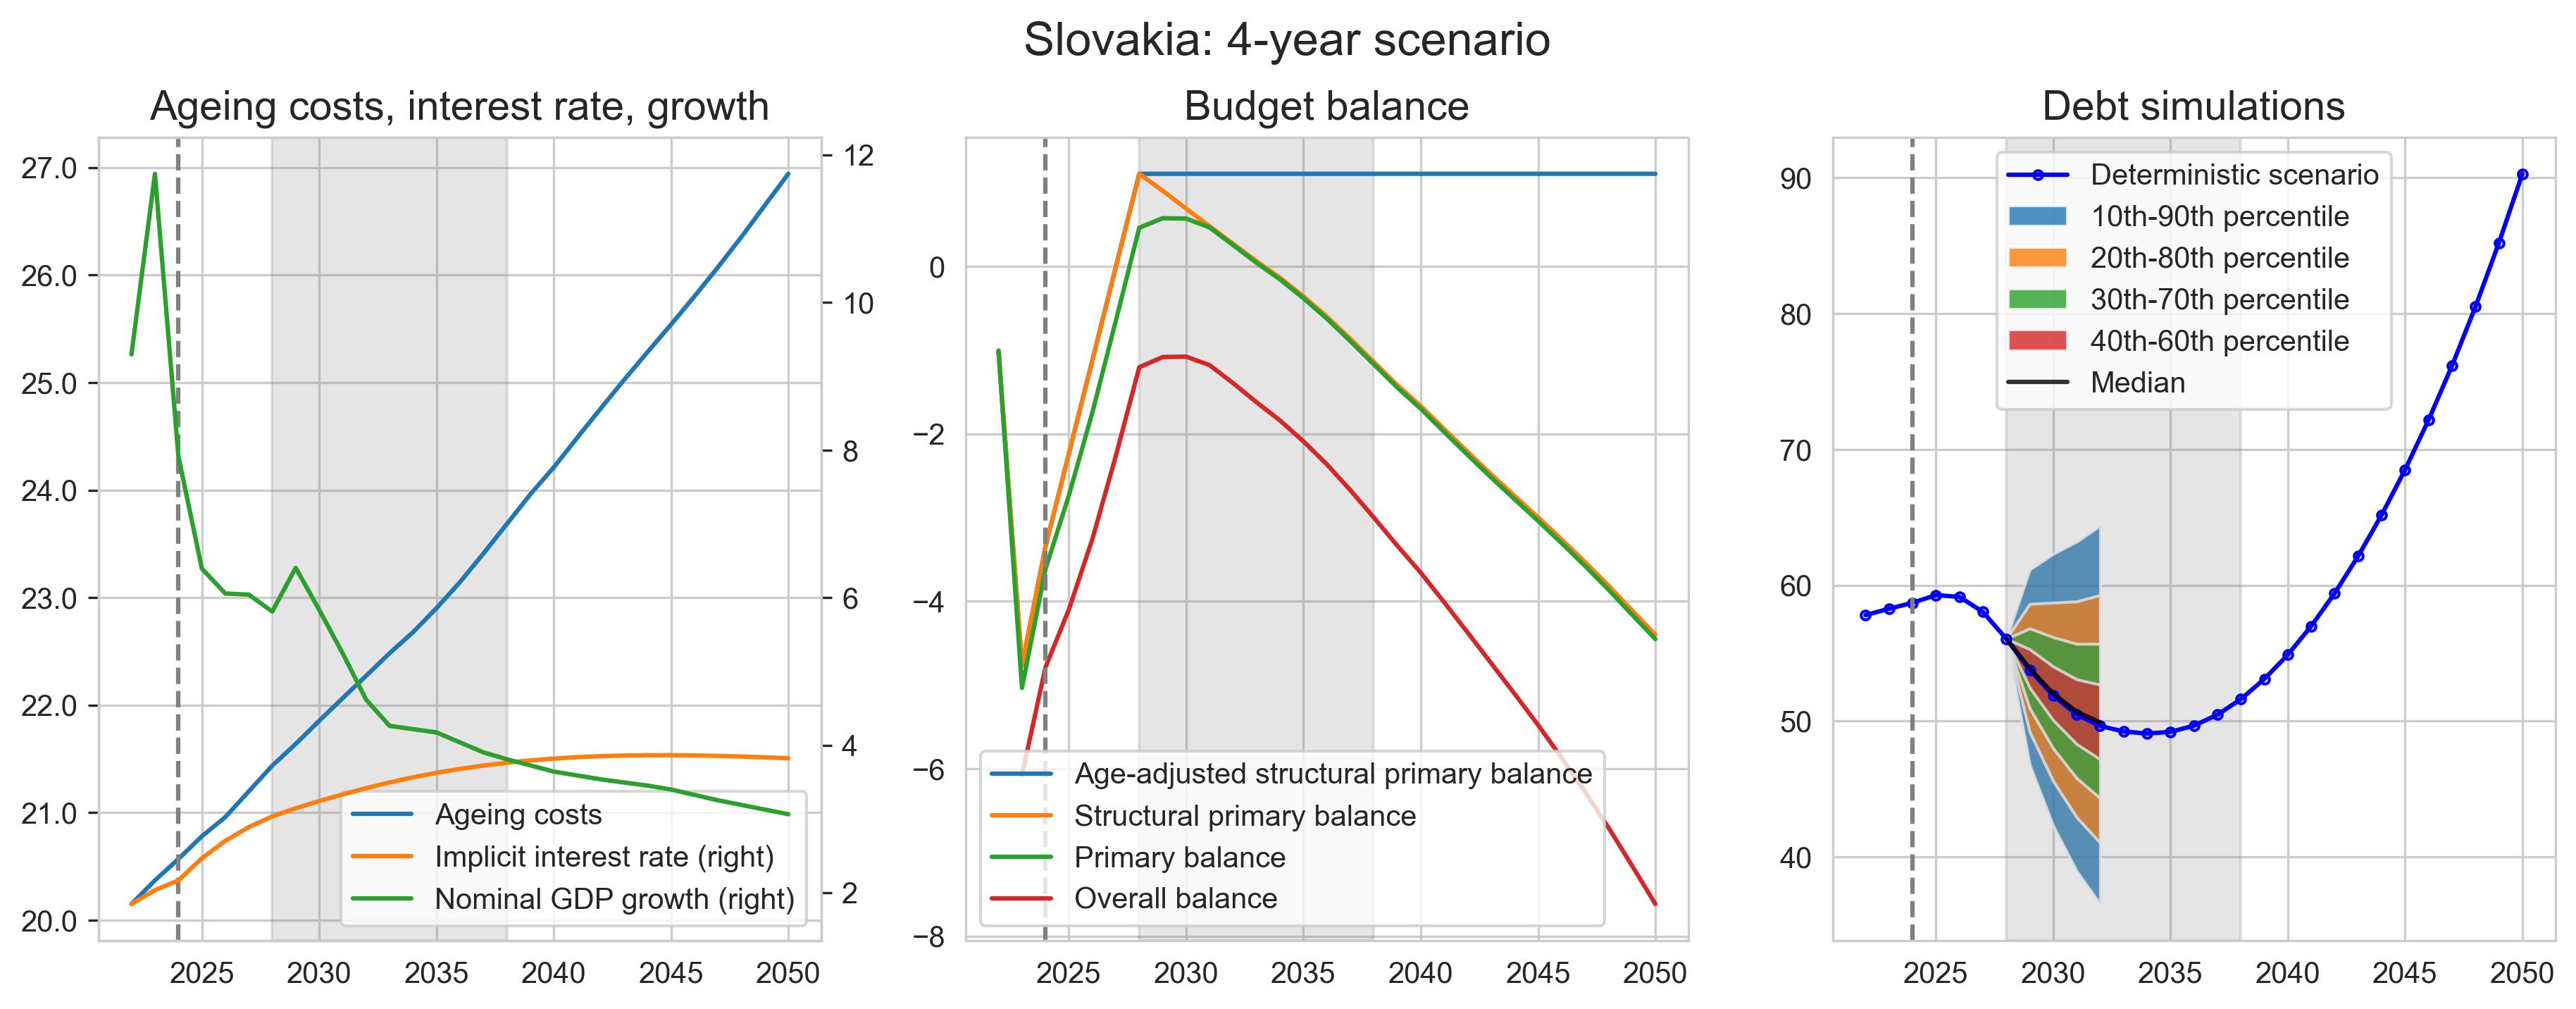 Slovakia: 4-year scenario
Ageing costs, interest rate, growth
27.0
26.0
25.0
24.0
23.0
22.0
21.0
20.0
12
10
8
6
4
2
Ageing costs
Implicit interest rate (right)
Nominal GDP growth (right)
2025 2030 2035 2040 2045 2050
Budget balance
0
−2
−4
−6
−8
Age-adjusted structural primary balance
Structural primary balance
Primary balance
Overall balance
2025 2030 2035 2040 2045 2050
Debt simulations
90
80
70
60
50
40
Deterministic scenario
10th-90th percentile
20th-80th percentile
30th-70th percentile
40th-60th percentile
Median
2025 2030 2035 2040 2045 2050